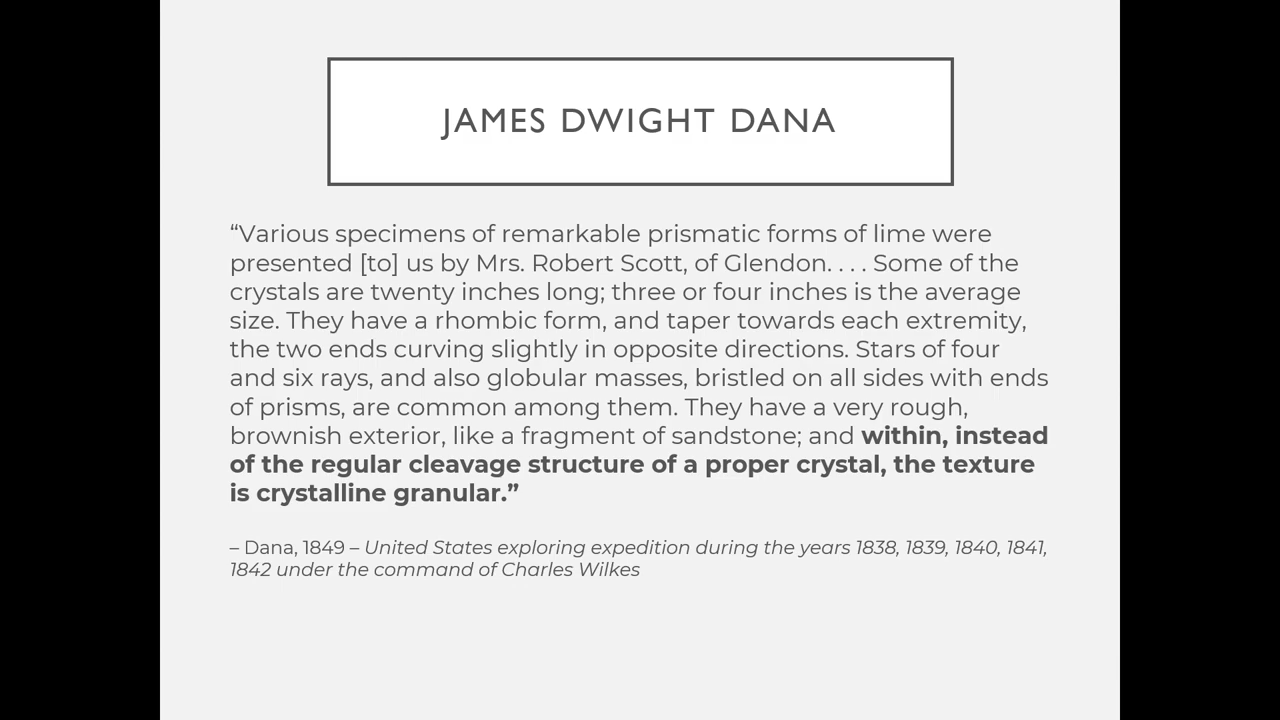 JAMES DWIGHT DANA
“Various specimens of remarkable prismatic forms of lime were
presented [to] us by Mrs. Robert Scott, of Glendon. . . . Some of the
crystals are twenty inches long; three or four inches is the average
size. They have a rhombic form, and taper towards each extremity,
the two ends curving slightly in opposite directions. Stars of four
and six rays, and also globular masses, bristled on all sides with ends
of prisms, are common among them. They have a very rough,
brownish exterior, like a fragment of sandstone; and within, instead
of the regular cleavage structure of a proper crystal, the texture
is crystalline granular.”
– Dana, 1849 – United States exploring expedition during the years 1838, 1839, 1840, 1841,
1842 under the command of Charles Wilkes